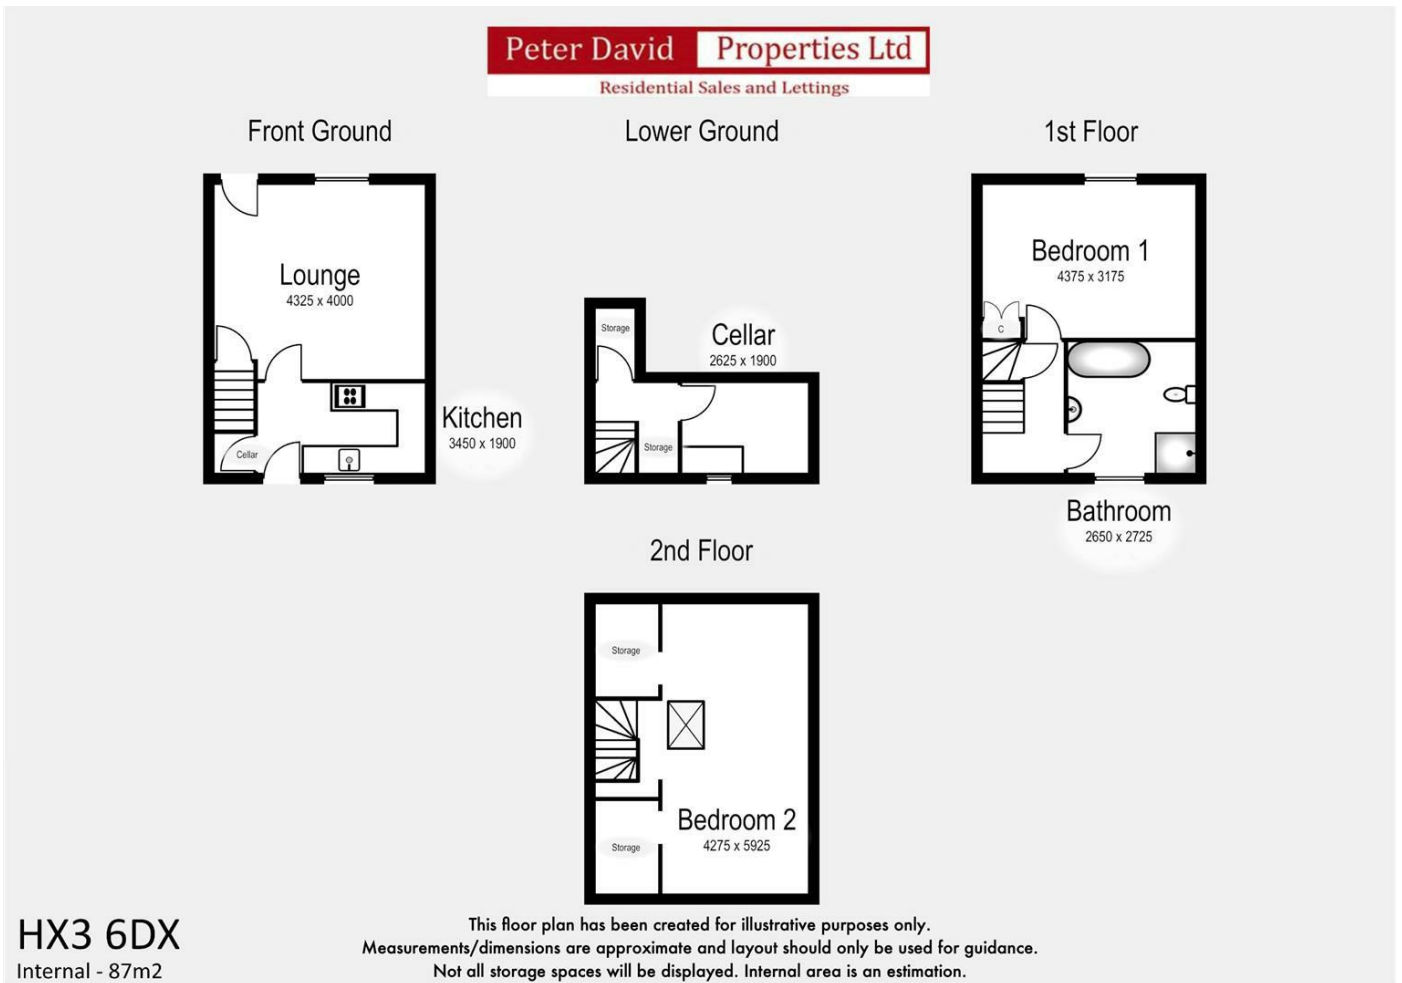 Peter David Properties Ltd
Residential Sales and Lettings
Front Ground
Lower Ground
1st Floor
Lounge
4325 x 4000
Kitchen
3450 x 1900
Cellar
Storage
Cellar
2625 x 1900
Storage
Bedroom 1
4375 x 3175
C
Bathroom
2650 x 2725
2nd Floor
Storage
Bedroom 2
4275 x 5925
Storage
HX3 6DX
Internal - 87m2
This floor plan has been created for illustrative purposes only.
Measurements/dimensions are approximate and layout should only be used for guidance.
Not all storage spaces will be displayed. Internal area is an estimation.